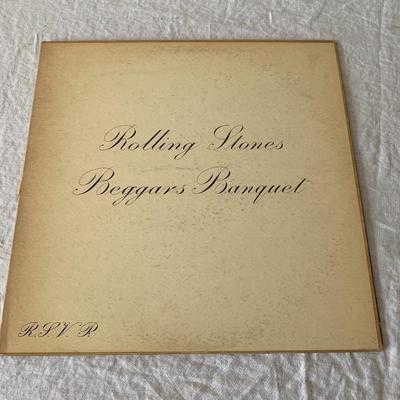 Rolling Stones
Beggars Banquet
R.S.V.P.